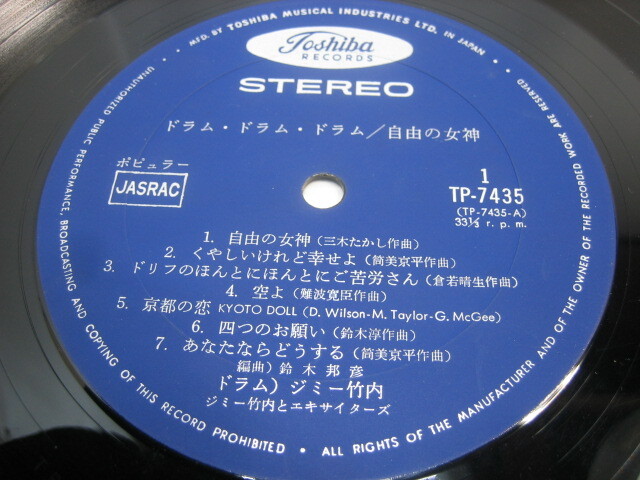 MFD. BY TOSHIBA MUSICAL INDUSTRIES LTD. IN JAPAN •
UNAUTHORIZED PUBLIC PERFORMANCE, BROADCASTING AND COPYING OF THIS RECORD PROHIBITED •
ALL RIGHTS OF THE MANUFACTURER AND OF THE OWNER OF THE RECORDED WORK ARE RESERVED
Toshiba
RECORDS
STEREO
ドラム・ドラム・ドラム/自由の女神
ポピュラー
JASRAC
1
TP-7435
(TP-7435-A)
33⅓ r. p. m.
1. 自由の女神(三木たかし作曲)
2. くやしいけれど幸せよ(筒美京平作曲)
3. ドリフのほんとにほんとにご苦労さん(倉若晴生作曲)
4. 空よ(難波寛臣作曲)
5. 京都の恋 KYOTO DOLL (D. Wilson-M. Taylor-G. McGee)
6. 四つのお願い(鈴木淳作曲)
7. あなたならどうする(筒美京平作曲)
編曲)鈴木邦彦
ドラム)ジミー竹内
ジミー竹内とエキサイターズ